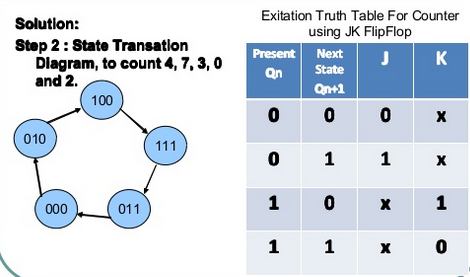 Solution:
Step 2 : State Transation
Diagram, to count 4, 7, 3, 0
and 2.
100
111
011
000
010
Exitation Truth Table For Counter
using JK FlipFlop
Present Qn Next State Qn+1 J K
0 0 0 x
0 1 1 x
1 0 x 1
1 1 x 0